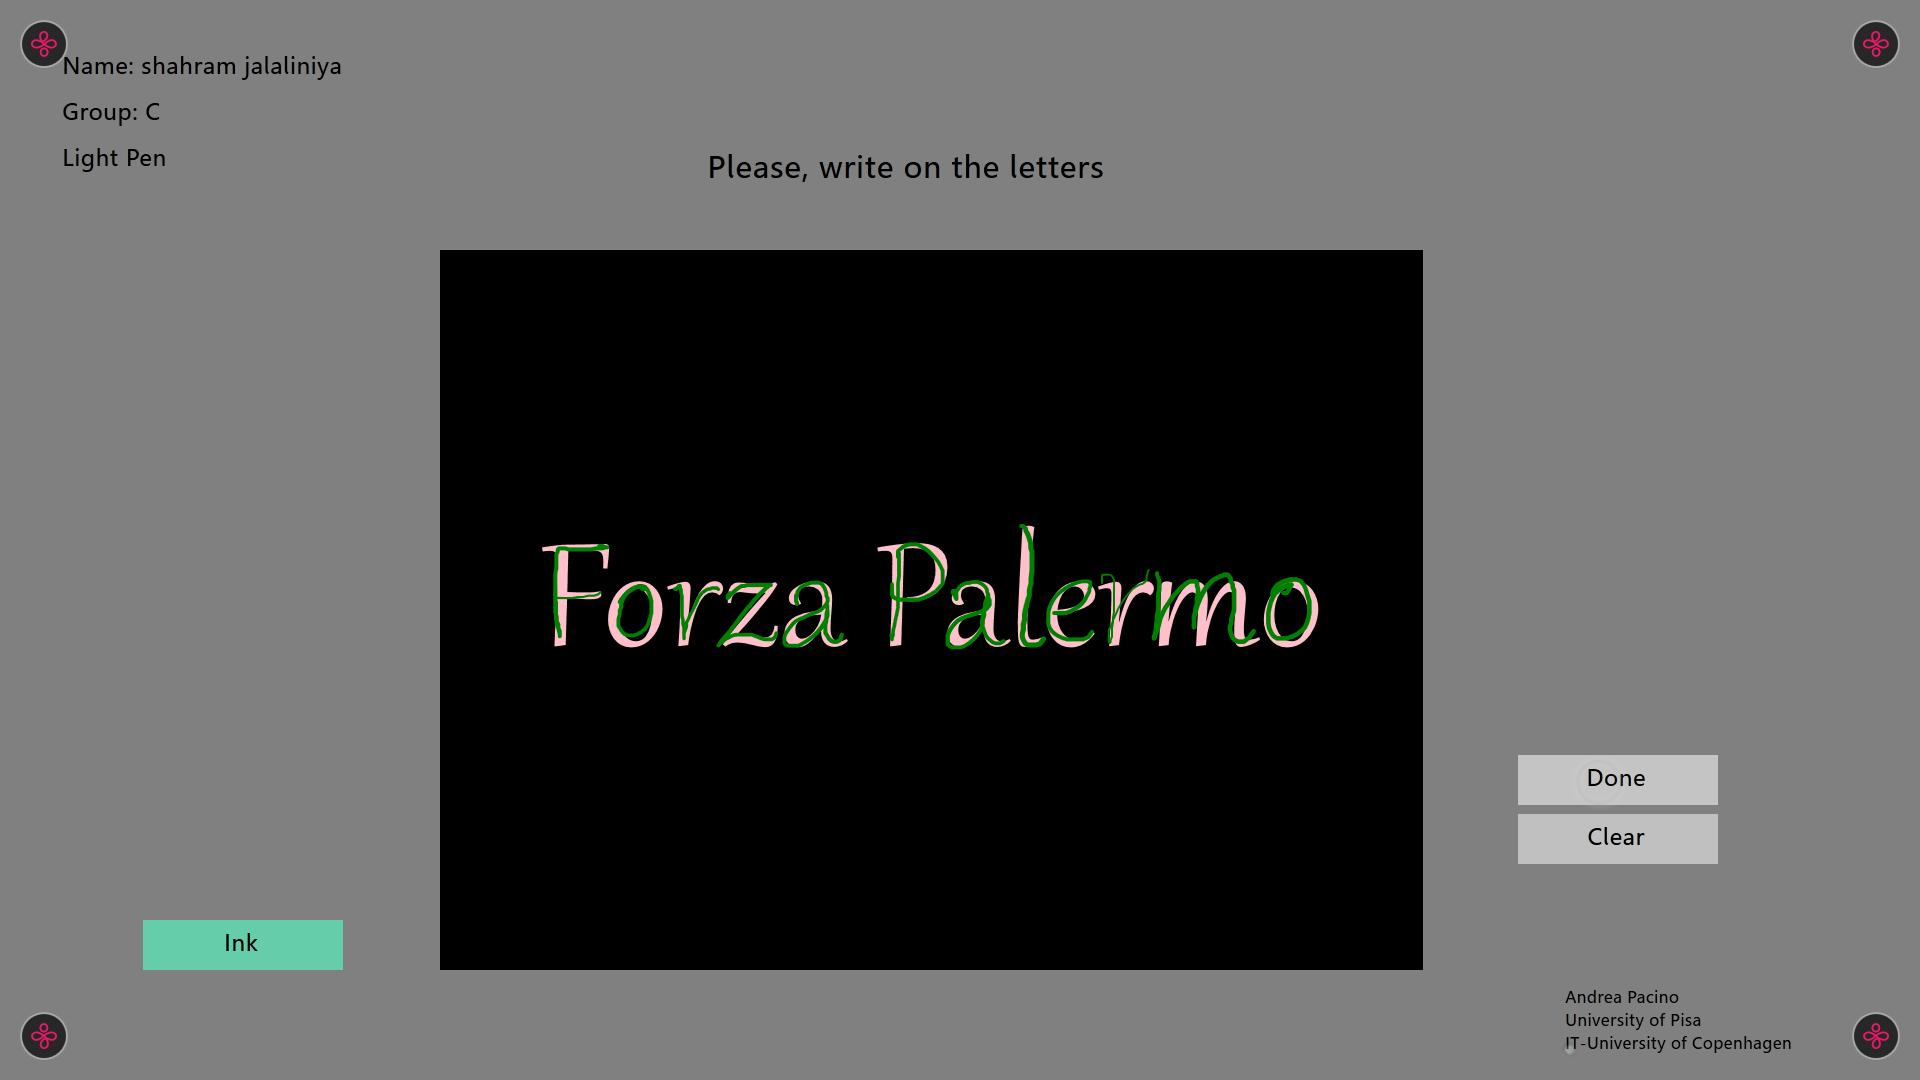 Name: shahram jalaliniya
Group: C
Light Pen
Please, write on the letters
Forza Palermo
Done
Clear
Ink
Andrea Pacino
University of Pisa
IT-University of Copenhagen